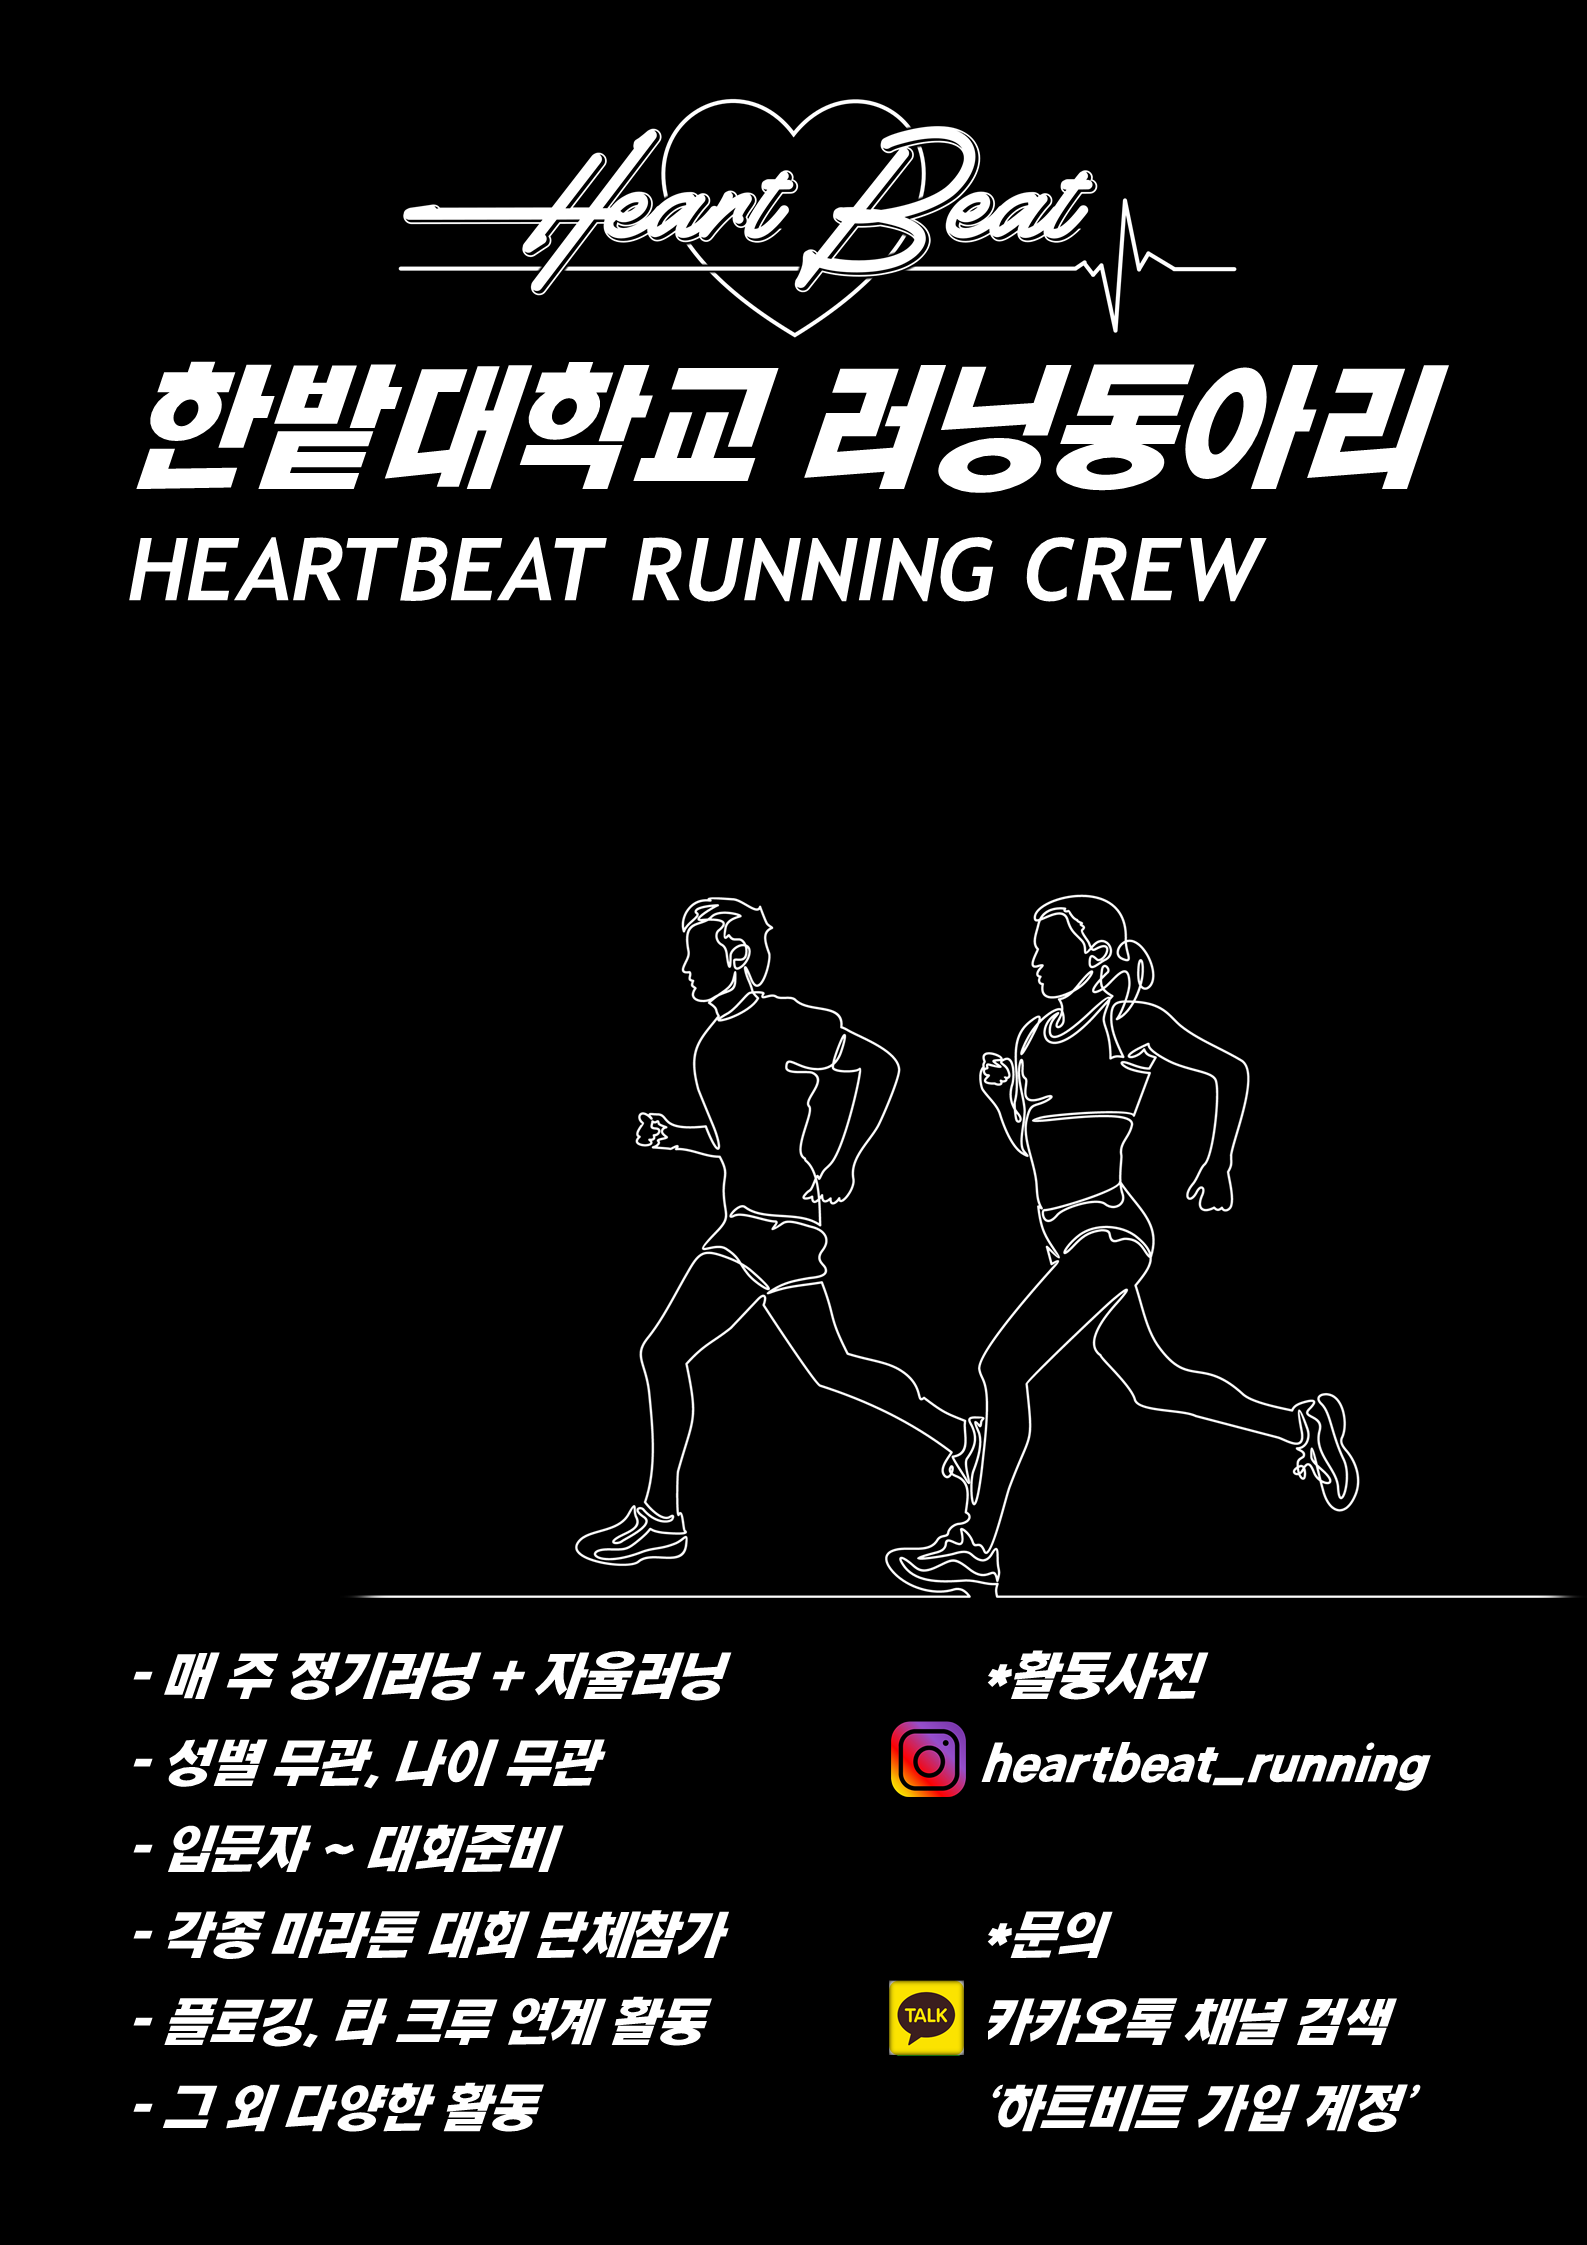 Heart Beat
한밭대학교 러닝동아리
HEARTBEAT RUNNING CREW
- 매 주 정기러닝 + 자율러닝
- 성별 무관, 나이 무관
- 입문자 ~ 대회준비
- 각종 마라톤 대회 단체참가
- 플로깅, 타 크루 연계 활동
- 그 외 다양한 활동
*활동사진
heartbeat_running
*문의
TALK
카카오톡 채널 검색
‘하트비트 가입 계정’